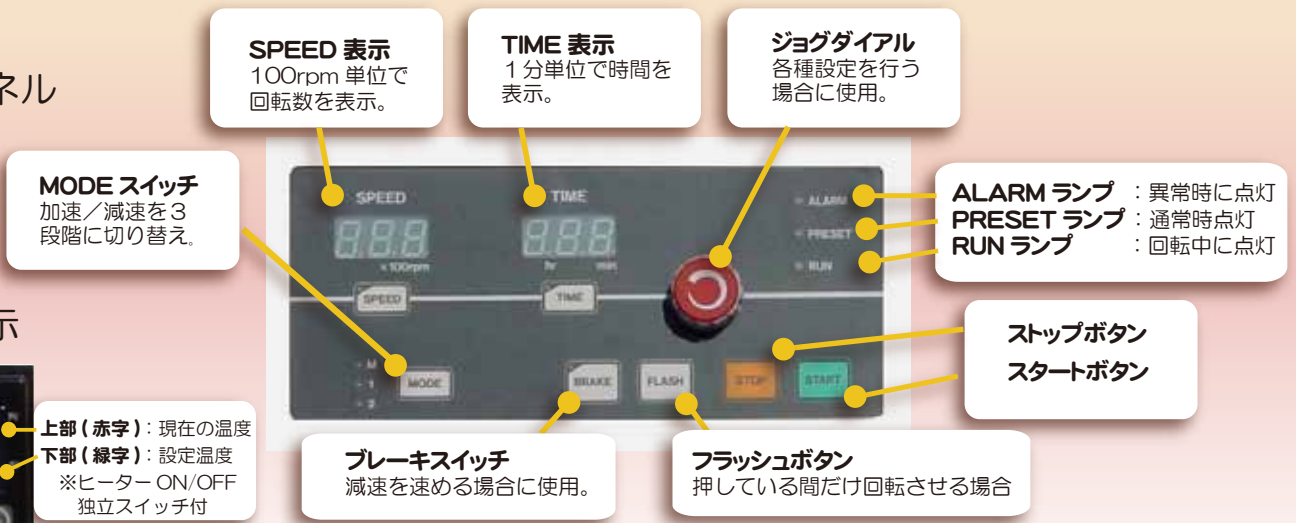 ネル
SPEED 表示
100rpm 単位で
回転数を表示。
TIME 表示
1分単位で時間を
表示。
ジョグダイアル
各種設定を行う
場合に使用。
MODE スイッチ
加速／減速を３
段階に切り替え。
ALARM ランプ ：異常時に点灯
PRESET ランプ：通常時点灯
RUN ランプ ：回転中に点灯
SPEED
TIME
ALARM
PRESET
RUN
888
888
x 100rpm
hr min
SPEED
TIME
示
M
1
2
MODE
BRAKE
FLASH
STOP
START
ストップボタン
スタートボタン
上部 ( 赤字 )：現在の温度
下部 ( 緑字 )：設定温度
※ヒーター ON/OFF
独立スイッチ付
ブレーキスイッチ
減速を速める場合に使用。
フラッシュボタン
押している間だけ回転させる場合